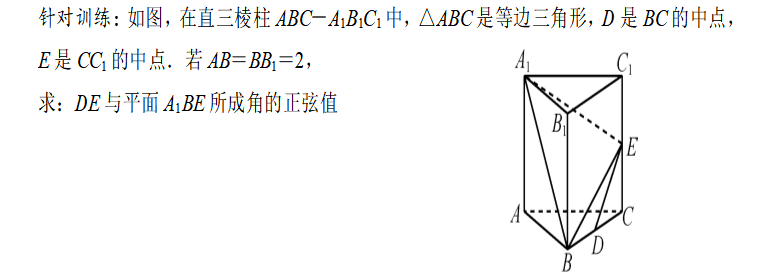 针对训练:如图,在直三棱柱ABC-A₁B₁C₁中,△ABC是等边三角形,D是BC的中点,
E是CC₁的中点.若AB=BB₁=2,
求:DE与平面A₁BE所成角的正弦值
A₁
C₁
B₁
E
A
C
D
B